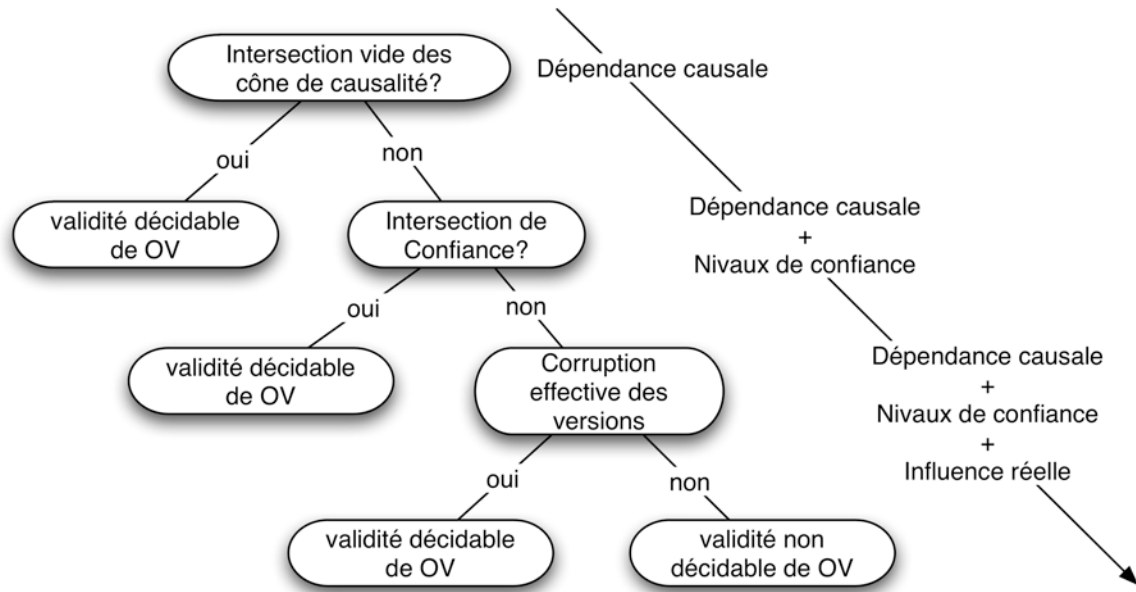 Intersection vide des
cône de causalité?
Dépendance causale
oui
non
validité décidable
de OV
Intersection de
Confiance?
Dépendance causale
+
Nivaux de confiance
oui
non
validité décidable
de OV
Corruption
effective des
versions
Dépendance causale
+
Nivaux de confiance
+
Influence réelle
oui
non
validité décidable
de OV
validité non
décidable de OV